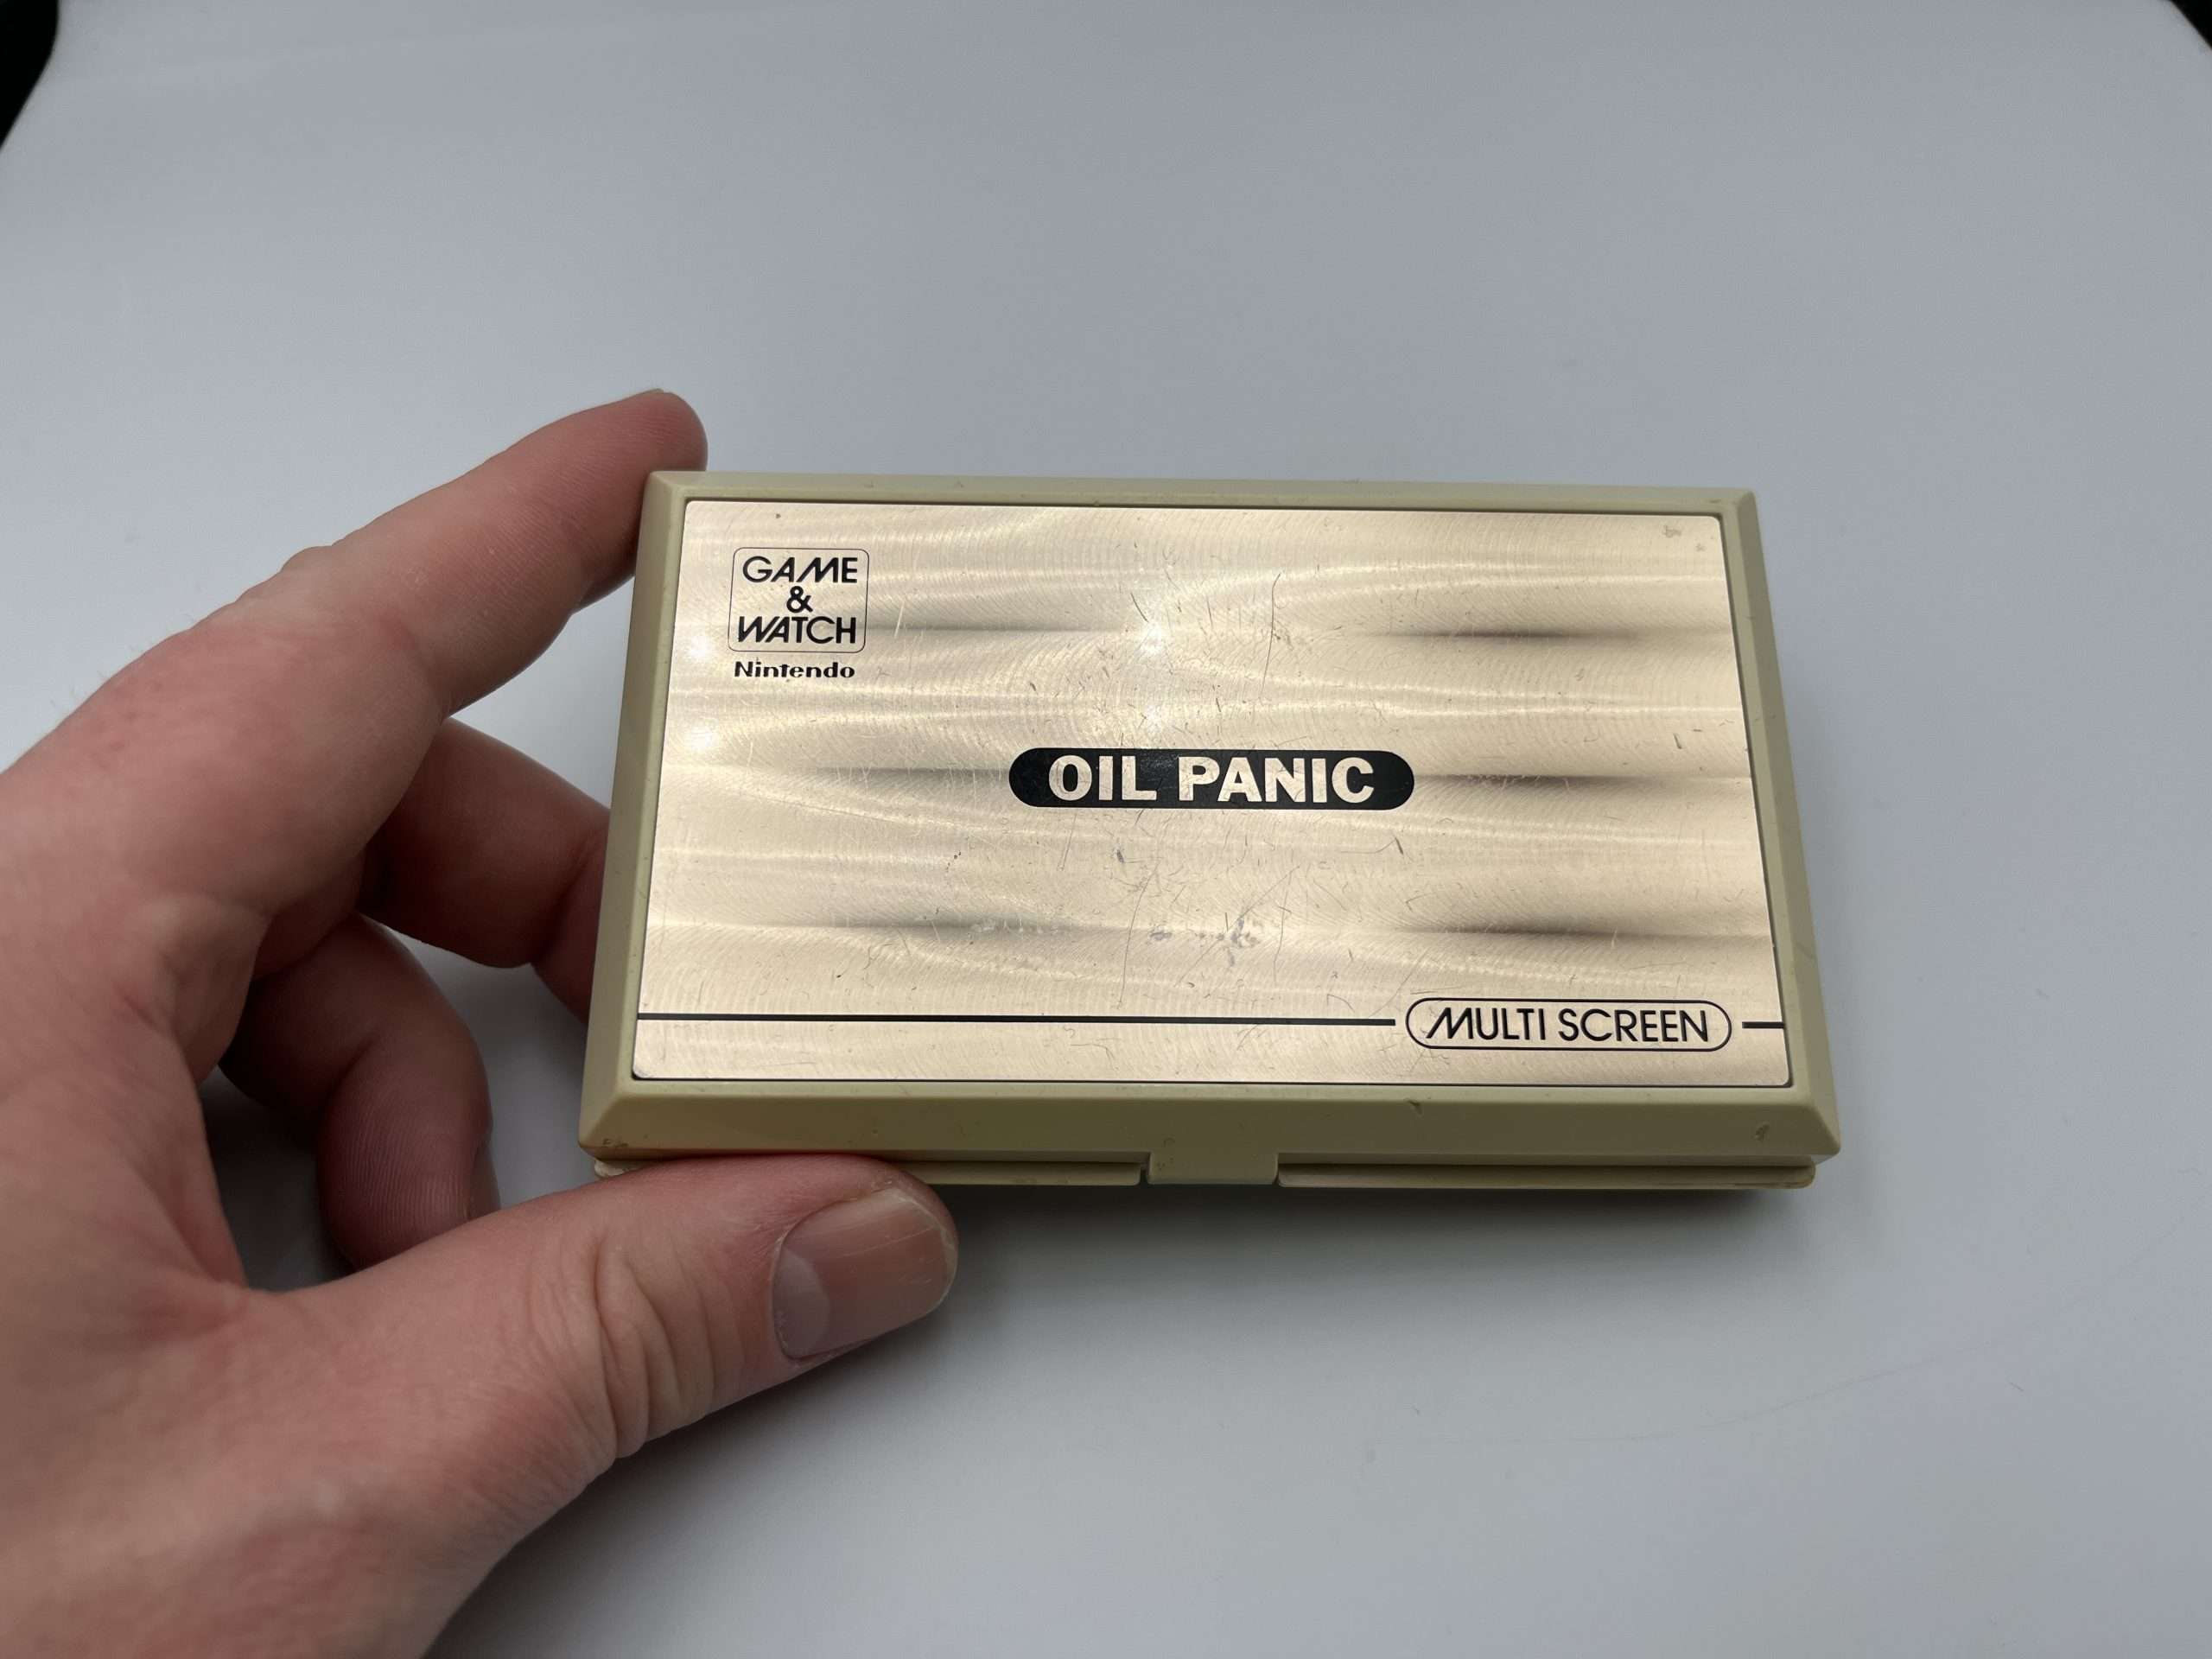 GAME
&
WATCH
Nintendo
OIL PANIC
MULTI SCREEN